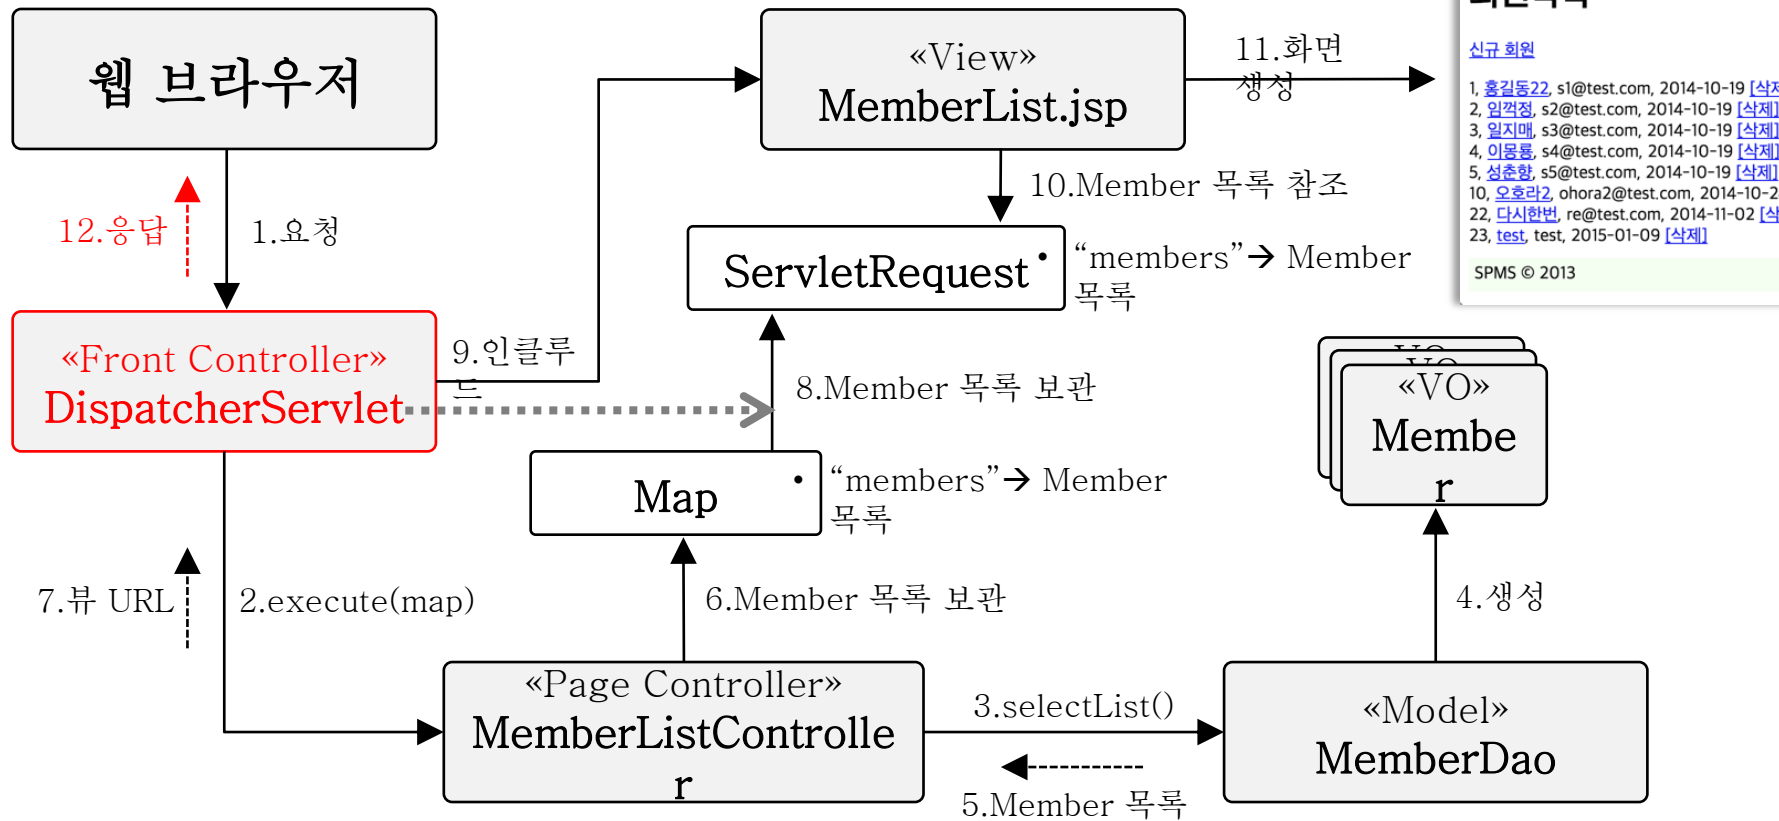 웹 브라우저
«View»
MemberList.jsp
11.화면
생성
신규 회원
1, 홍길동22, s1@test.com, 2014-10-19 [삭제
2, 임꺽정, s2@test.com, 2014-10-19 [삭제]
3, 일지매, s3@test.com, 2014-10-19 [삭제]
4, 이몽룡, s4@test.com, 2014-10-19 [삭제]
5, 성춘향, s5@test.com, 2014-10-19 [삭제]
10, 오호라2, ohora2@test.com, 2014-10-2
22, 다시한번, re@test.com, 2014-11-02 [삭
23, test, test, 2015-01-09 [삭제]
SPMS © 2013
12.응답
1.요청
10.Member 목록 참조
ServletRequest
• “members”→ Member
목록
«Front Controller»
DispatcherServlet
9.인클루
드
8.Member 목록 보관
Map
• “members”→ Member
목록
VO
VO
«VO»
Membe
r
7.뷰 URL
2.execute(map)
6.Member 목록 보관
4.생성
«Page Controller»
MemberListControlle
r
3.selectList()
5.Member 목록
«Model»
MemberDao